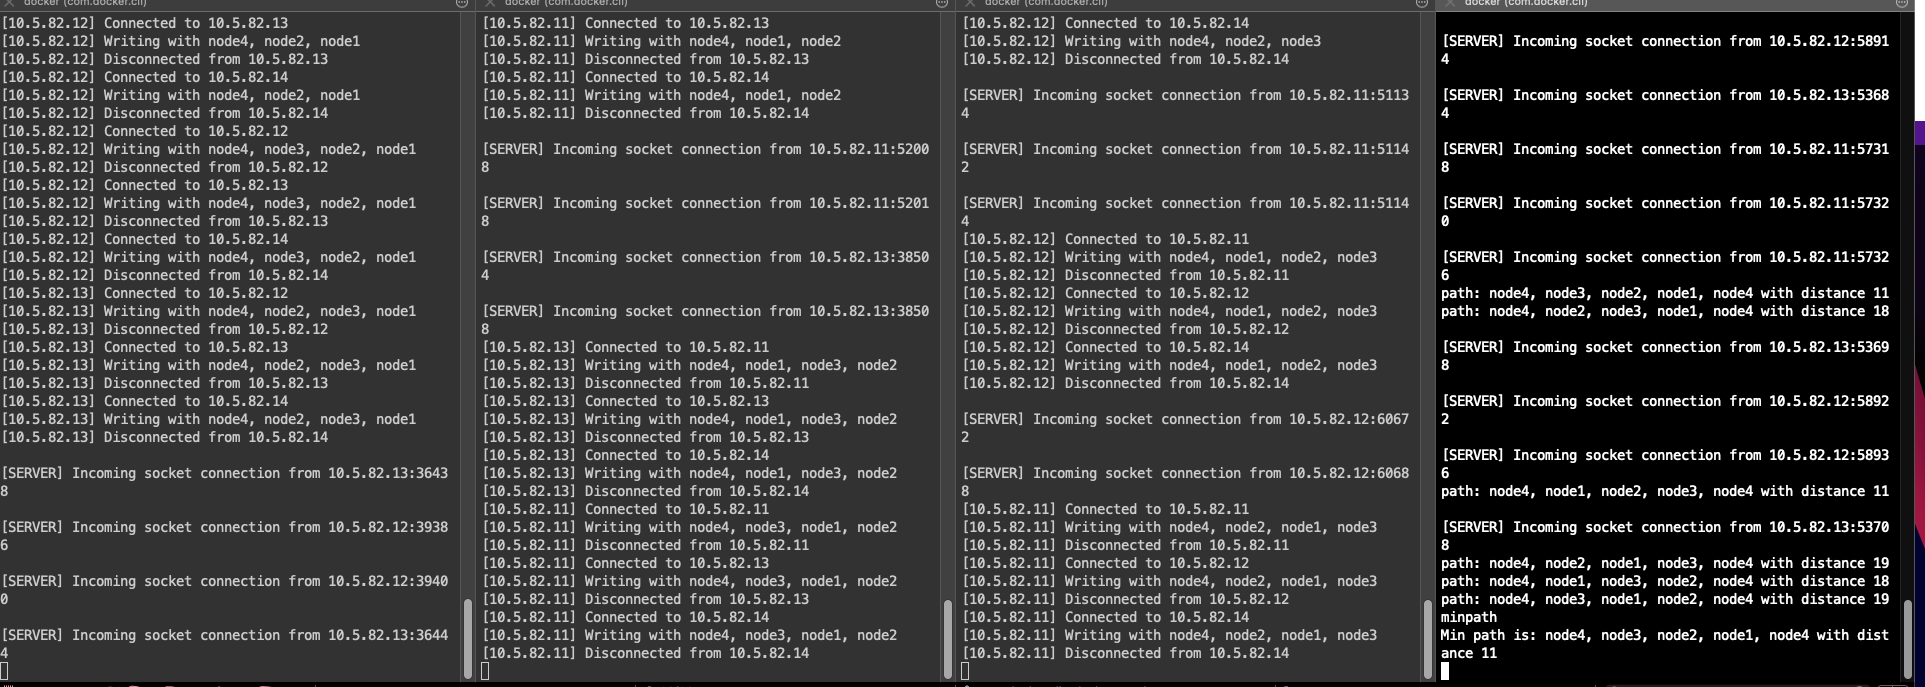 docker (com.docker.cli)
[10.5.82.12] Connected to 10.5.82.13
[10.5.82.12] Writing with node4, node2, node1
[10.5.82.12] Disconnected from 10.5.82.13
[10.5.82.12] Connected to 10.5.82.14
[10.5.82.12] Writing with node4, node2, node1
[10.5.82.12] Disconnected from 10.5.82.14
[10.5.82.12] Connected to 10.5.82.12
[10.5.82.12] Writing with node4, node3, node2, node1
[10.5.82.12] Disconnected from 10.5.82.12
[10.5.82.12] Connected to 10.5.82.13
[10.5.82.12] Writing with node4, node3, node2, node1
[10.5.82.12] Disconnected from 10.5.82.13
[10.5.82.12] Connected to 10.5.82.14
[10.5.82.12] Writing with node4, node3, node2, node1
[10.5.82.12] Disconnected from 10.5.82.14
[10.5.82.13] Connected to 10.5.82.12
[10.5.82.13] Writing with node4, node2, node3, node1
[10.5.82.13] Disconnected from 10.5.82.12
[10.5.82.13] Connected to 10.5.82.13
[10.5.82.13] Writing with node4, node2, node3, node1
[10.5.82.13] Disconnected from 10.5.82.13
[10.5.82.13] Connected to 10.5.82.14
[10.5.82.13] Writing with node4, node2, node3, node1
[10.5.82.13] Disconnected from 10.5.82.14
[SERVER] Incoming socket connection from 10.5.82.13:3643
8
[SERVER] Incoming socket connection from 10.5.82.12:3938
6
[SERVER] Incoming socket connection from 10.5.82.12:3940
0
[SERVER] Incoming socket connection from 10.5.82.13:3644
4
docker (com.docker.cli)
[10.5.82.11] Connected to 10.5.82.13
[10.5.82.11] Writing with node4, node1, node2
[10.5.82.11] Disconnected from 10.5.82.13
[10.5.82.11] Connected to 10.5.82.14
[10.5.82.11] Writing with node4, node1, node2
[10.5.82.11] Disconnected from 10.5.82.14
[SERVER] Incoming socket connection from 10.5.82.11:5200
8
[SERVER] Incoming socket connection from 10.5.82.11:5201
8
[SERVER] Incoming socket connection from 10.5.82.13:3850
4
[SERVER] Incoming socket connection from 10.5.82.13:3850
8
[10.5.82.13] Connected to 10.5.82.11
[10.5.82.13] Writing with node4, node1, node3, node2
[10.5.82.13] Disconnected from 10.5.82.11
[10.5.82.13] Connected to 10.5.82.13
[10.5.82.13] Writing with node4, node1, node3, node2
[10.5.82.13] Disconnected from 10.5.82.13
[10.5.82.13] Connected to 10.5.82.14
[10.5.82.13] Writing with node4, node1, node3, node2
[10.5.82.13] Disconnected from 10.5.82.14
[10.5.82.11] Connected to 10.5.82.11
[10.5.82.11] Writing with node4, node3, node1, node2
[10.5.82.11] Disconnected from 10.5.82.11
[10.5.82.11] Connected to 10.5.82.13
[10.5.82.11] Writing with node4, node3, node1, node2
[10.5.82.11] Disconnected from 10.5.82.13
[10.5.82.11] Connected to 10.5.82.14
[10.5.82.11] Writing with node4, node3, node1, node2
[10.5.82.11] Disconnected from 10.5.82.14
docker (com.docker.cli)
[10.5.82.12] Connected to 10.5.82.14
[10.5.82.12] Writing with node4, node2, node3
[10.5.82.12] Disconnected from 10.5.82.14
[SERVER] Incoming socket connection from 10.5.82.11:5113
4
[SERVER] Incoming socket connection from 10.5.82.11:5114
2
[SERVER] Incoming socket connection from 10.5.82.11:5114
4
[10.5.82.12] Connected to 10.5.82.11
[10.5.82.12] Writing with node4, node1, node2, node3
[10.5.82.12] Disconnected from 10.5.82.11
[10.5.82.12] Connected to 10.5.82.12
[10.5.82.12] Writing with node4, node1, node2, node3
[10.5.82.12] Disconnected from 10.5.82.12
[10.5.82.12] Connected to 10.5.82.14
[10.5.82.12] Writing with node4, node1, node2, node3
[10.5.82.12] Disconnected from 10.5.82.14
[SERVER] Incoming socket connection from 10.5.82.12:6067
2
[SERVER] Incoming socket connection from 10.5.82.12:6068
8
[10.5.82.11] Connected to 10.5.82.11
[10.5.82.11] Writing with node4, node2, node1, node3
[10.5.82.11] Disconnected from 10.5.82.11
[10.5.82.11] Connected to 10.5.82.12
[10.5.82.11] Writing with node4, node2, node1, node3
[10.5.82.11] Disconnected from 10.5.82.12
[10.5.82.11] Connected to 10.5.82.14
[10.5.82.11] Writing with node4, node2, node1, node3
[10.5.82.11] Disconnected from 10.5.82.14
docker (com.docker.cli)
[SERVER] Incoming socket connection from 10.5.82.12:5891
4
[SERVER] Incoming socket connection from 10.5.82.13:5368
4
[SERVER] Incoming socket connection from 10.5.82.11:5731
8
[SERVER] Incoming socket connection from 10.5.82.11:5732
0
[SERVER] Incoming socket connection from 10.5.82.11:5732
6
path: node4, node3, node2, node1, node4 with distance 11
path: node4, node2, node3, node1, node4 with distance 18
[SERVER] Incoming socket connection from 10.5.82.13:5369
8
[SERVER] Incoming socket connection from 10.5.82.12:5892
2
[SERVER] Incoming socket connection from 10.5.82.12:5893
6
path: node4, node1, node2, node3, node4 with distance 11
[SERVER] Incoming socket connection from 10.5.82.13:5370
8
path: node4, node2, node1, node3, node4 with distance 19
path: node4, node1, node3, node2, node4 with distance 18
path: node4, node3, node1, node2, node4 with distance 19
minpath
Min path is: node4, node3, node2, node1, node4 with dist
ance 11